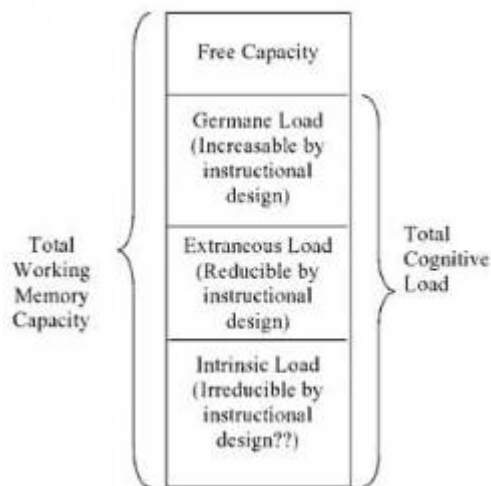 Free Capacity
Germane Load
(Increasable by
instructional
design)
Extraneous Load
(Reducible by
instructional
design)
Intrinsic Load
(Irreducible by
instructional
design??)
Total
Working
Memory
Capacity
Total
Cognitive
Load